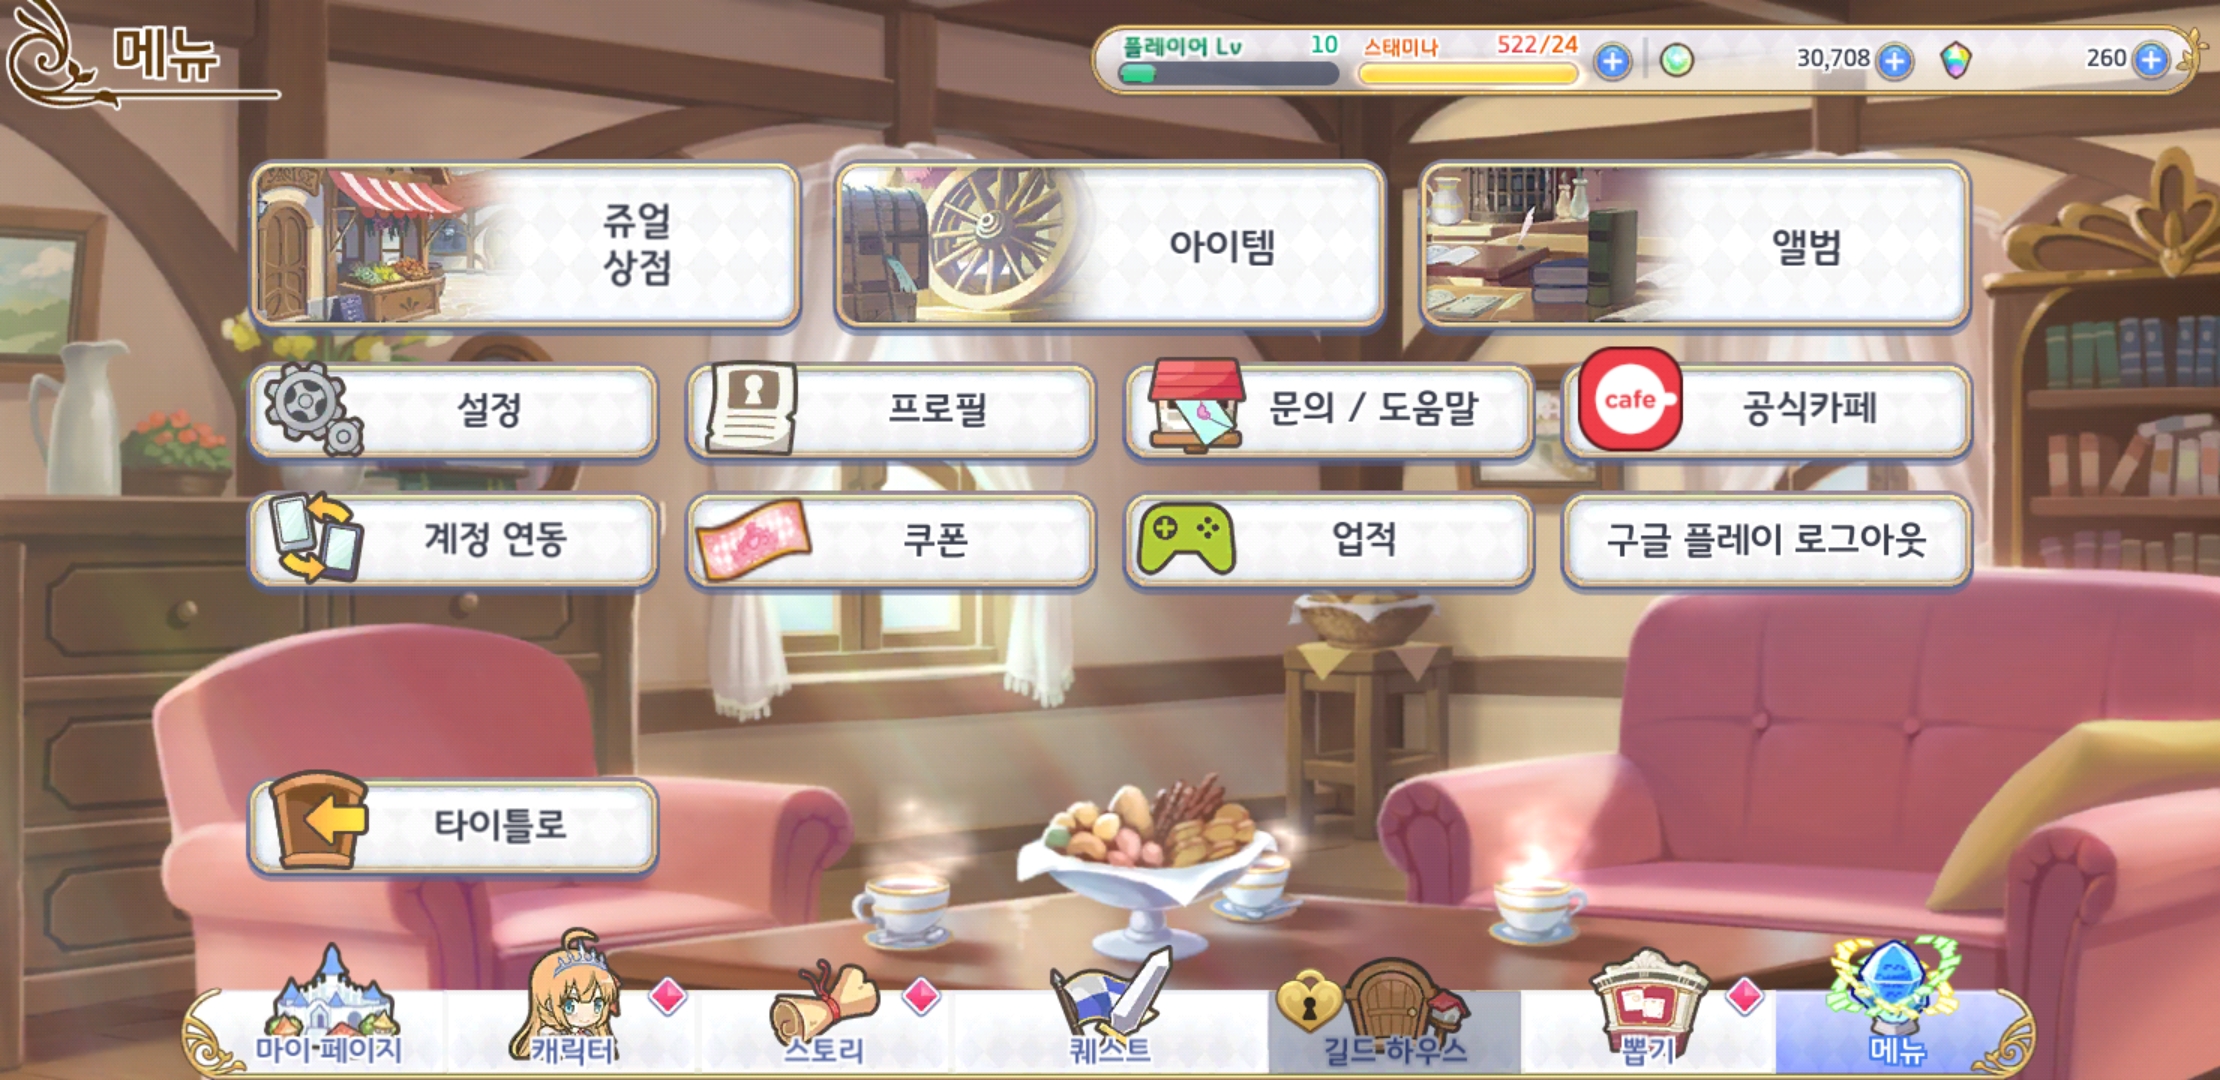 메뉴
플레이어 Lv 10 스태미나 522/24 30,708 260
쥬얼
상점
아이템
앨범
설정
프로필
문의 / 도움말
cafe
공식카페
계정 연동
쿠폰
업적
구글 플레이 로그아웃
타이틀로
마이 페이지
캐릭터
스토리
퀘스트
길드 하우스
뽑기
메뉴